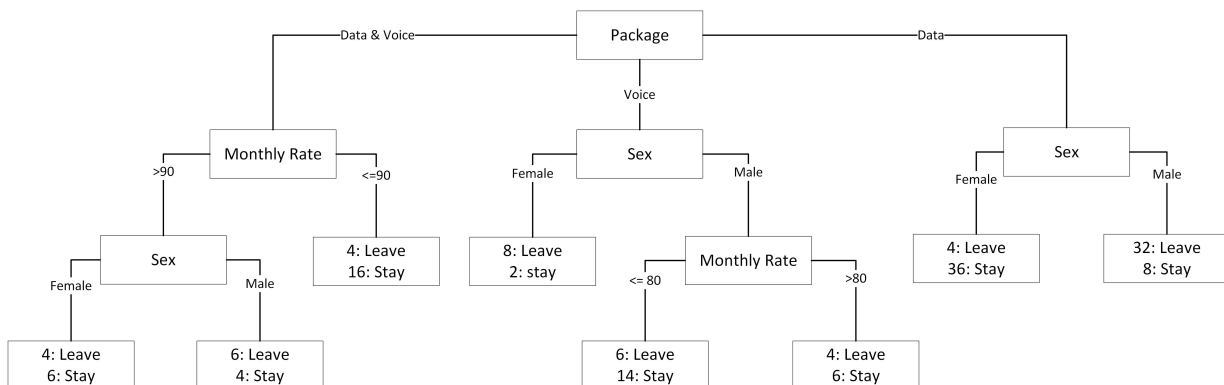 Package
Data & Voice
Data
Voice
Monthly Rate
Sex
Sex
>90
<=90
Female
Male
Female
Male
Sex
4: Leave
16: Stay
8: Leave
2: stay
Monthly Rate
4: Leave
36: Stay
32: Leave
8: Stay
Female
Male
<= 80
>80
4: Leave
6: Stay
6: Leave
4: Stay
6: Leave
14: Stay
4: Leave
6: Stay